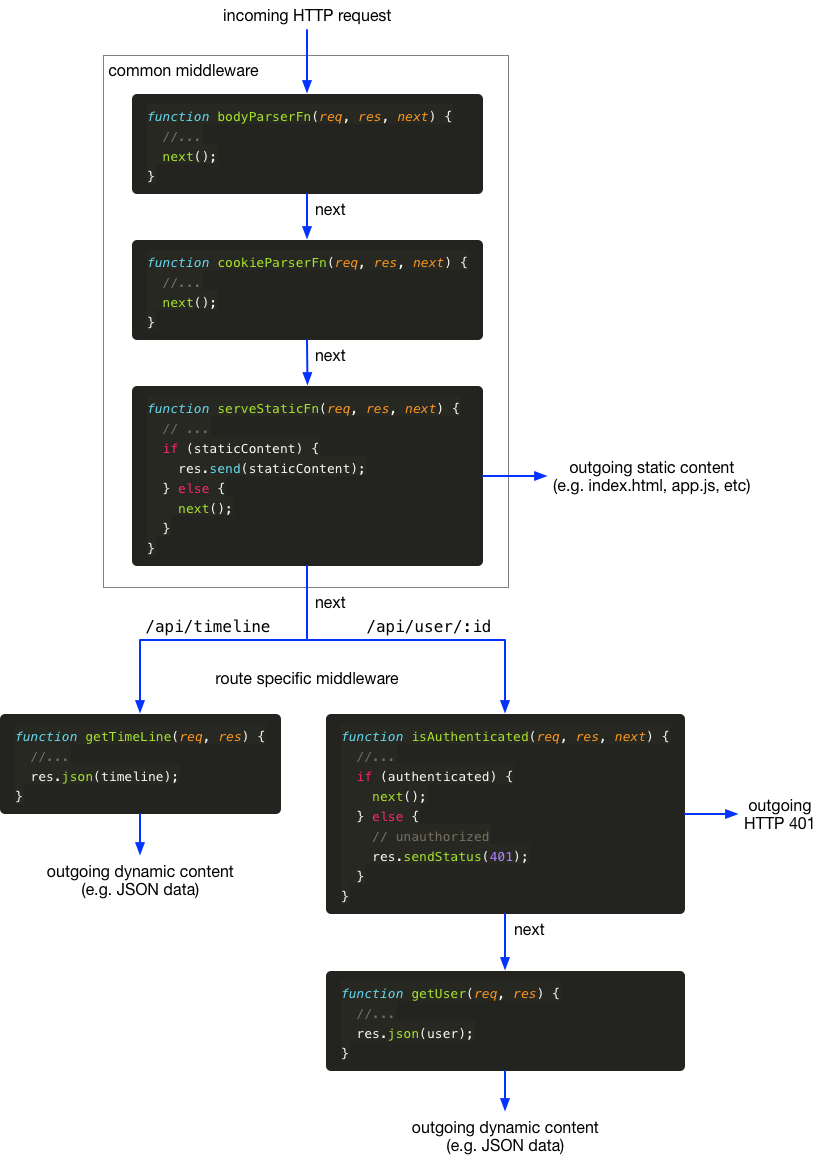 incoming HTTP request
common middleware
function bodyParserFn(req, res, next) {
  //...
  next();
}
next
function cookieParserFn(req, res, next) {
  //...
  next();
}
next
function serveStaticFn(req, res, next) {
  // ...
  if (staticContent) {
    res.send(staticContent);
  } else {
    next();
  }
}
outgoing static content
(e.g. index.html, app.js, etc)
next
/api/timeline
/api/user/:id
route specific middleware
function getTimeLine(req, res) {
  //...
  res.json(timeline);
}
outgoing dynamic content
(e.g. JSON data)
function isAuthenticated(req, res, next) {
  //...
  if (authenticated) {
    next();
  } else {
    // unauthorized
    res.sendStatus(401);
  }
}
outgoing
HTTP 401
next
function getUser(req, res) {
  //...
  res.json(user);
}
outgoing dynamic content
(e.g. JSON data)